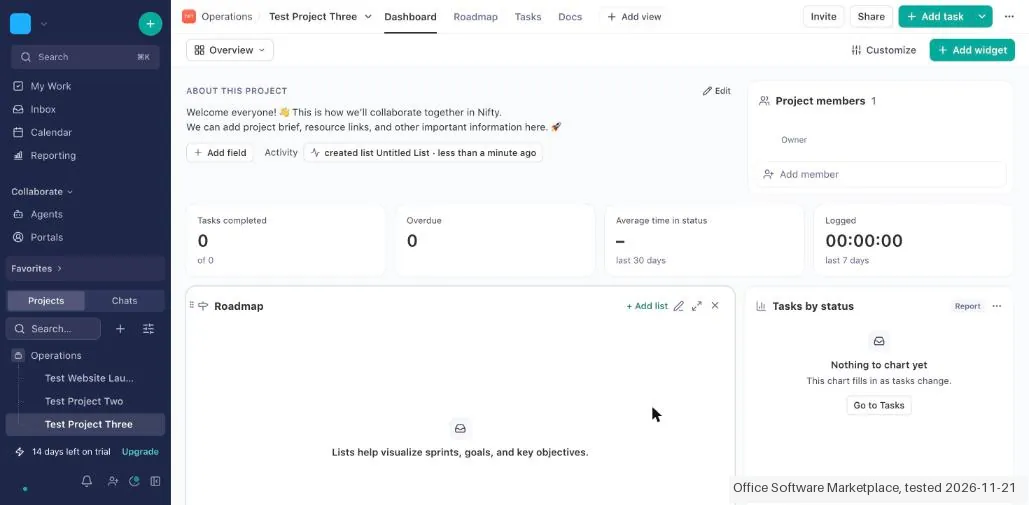 Operations
Test Project Three
Dashboard
Roadmap
Tasks
Docs
+ Add view
Invite
Share
+ Add task
Search
⌘K
My Work
Inbox
Calendar
Reporting
Collaborate
Agents
Portals
Favorites
Projects
Chats
Search...
Operations
Test Website Lau...
Test Project Two
Test Project Three
14 days left on trial
Upgrade
Overview
Customize
+ Add widget
ABOUT THIS PROJECT
Edit
Welcome everyone! 👋 This is how we'll collaborate together in Nifty.
We can add project brief, resource links, and other important information here. 🚀
+ Add field
Activity
created list Untitled List · less than a minute ago
Project members 1
Owner
Add member
Tasks completed
0
of 0
Overdue
0
Average time in status
–
last 30 days
Logged
00:00:00
last 7 days
Roadmap
+ Add list
Lists help visualize sprints, goals, and key objectives.
Tasks by status
Report
Nothing to chart yet
This chart fills in as tasks change.
Go to Tasks
Office Software Marketplace, tested 2026-11-21